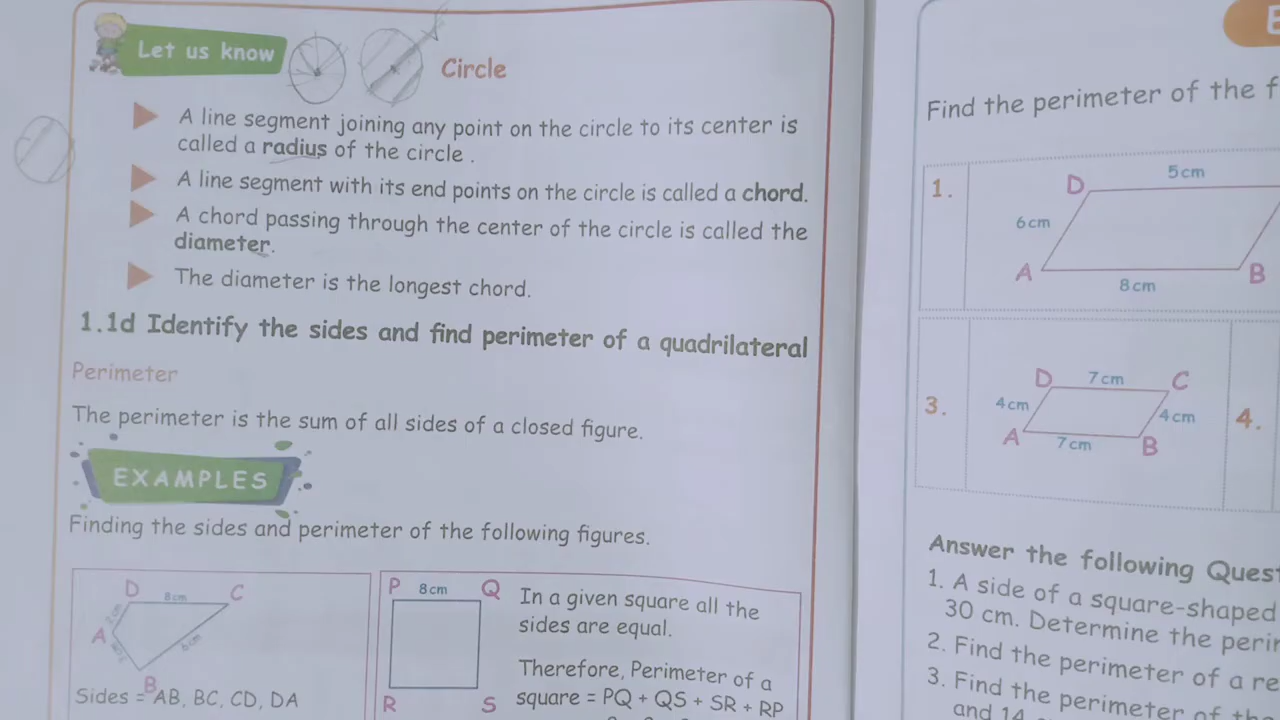 Let us know
Circle
A line segment joining any point on the circle to its center is
called a radius of the circle .
A line segment with its end points on the circle is called a chord.
A chord passing through the center of the circle is called the
diameter.
The diameter is the longest chord.
1.1d Identify the sides and find perimeter of a quadrilateral
Perimeter
The perimeter is the sum of all sides of a closed figure.
EXAMPLES
Finding the sides and perimeter of the following figures.
D 8cm C
A 6cm
B
Sides = AB, BC, CD, DA
P 8cm Q
R S
In a given square all the
sides are equal.
Therefore, Perimeter of a
square = PQ + QS + SR + RP
Find the perimeter of the f
1.
D 5cm
6cm
A 8cm B
3.
D 7cm C
4cm 4cm
A 7cm B
4.
Answer the following Quest
1. A side of a square-shaped
30 cm. Determine the perin
2. Find the perimeter of a re
3. Find the perimeter of the
and 14